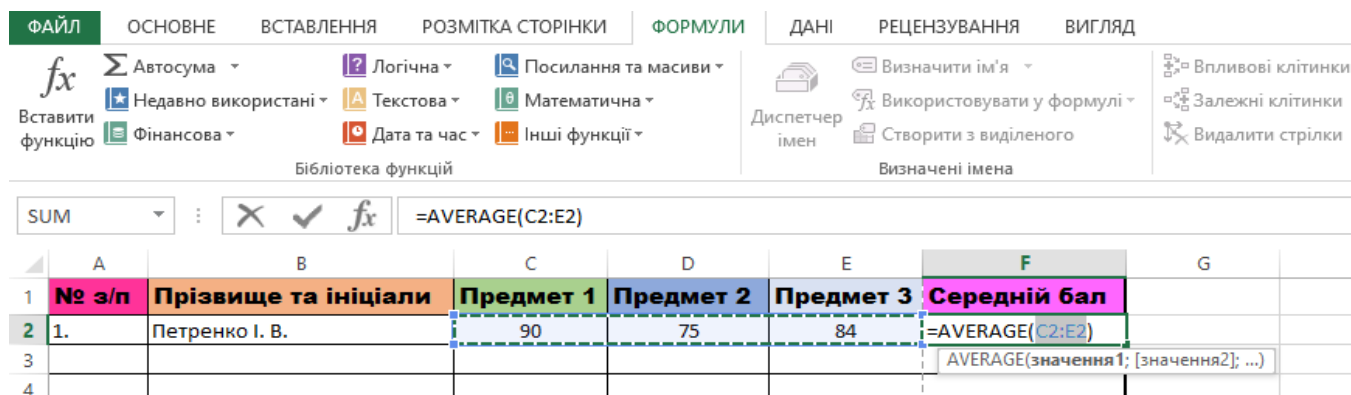 ФАЙЛ ОСНОВНЕ ВСТАВЛЕННЯ РОЗМІТКА СТОРІНКИ ФОРМУЛИ ДАНІ РЕЦЕНЗУВАННЯ ВИГЛЯД
fx Вставити функцію
Σ Автосума
Недавно використані
Фінансова
? Логічна
A Текстова
Дата та час
Посилання та масиви
θ Математична
Інші функції
Бібліотека функцій
Диспетчер імен
Визначити ім'я
Використовувати у формулі
Створити з виділеного
Визначені імена
Впливові клітинки
Залежні клітинки
Видалити стрілки
SUM fx =AVERAGE(C2:E2)
A B C D E F G
1 № з/п Прізвище та ініціали Предмет 1 Предмет 2 Предмет 3 Середній бал
2 1. Петренко І. В. 90 75 84 =AVERAGE(C2:E2)
3 AVERAGE(значення1; [значення2]; ...)
4